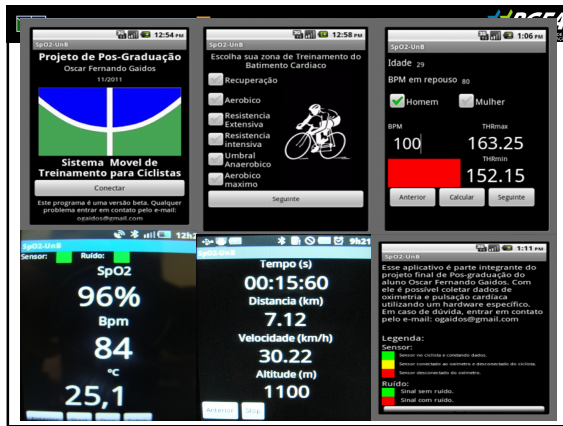 12:54 PM
SpO2-UnB
Projeto de Pos-Graduação
Oscar Fernando Gaidos
11/2011
Sistema Movel de
Treinamento para Ciclistas
Conectar
Este programa é uma versão beta. Qualquer
problema entrar em contato pelo e-mail:
ogaidos@gmail.com
12:58 PM
SpO2-UnB
Escolha sua zona de Treinamento do
Batimento Cardiaco
Recuperação
Aerobico
Resistencia
Extensiva
Resistencia
intensiva
Umbral
Anaerobico
Aerobico
maximo
Seguinte
1:06 PM
SpO2-UnB
Idade 29
BPM em repouso 80
Homem Mulher
BPM THRmax
100 163.25
THRmin
152.15
Anterior Calcular Seguinte
SpO2-UnB
Sensor: Ruído:
SpO2
96%
Bpm
84
°C
25,1
9h21
Tempo (s)
00:15:60
Distancia (km)
7.12
Velocidade (km/h)
30.22
Altitude (m)
1100
Anterior Stop
1:11 PM
SpO2-UnB
Esse aplicativo é parte integrante do
projeto final de Pos-graduação do
aluno Oscar Fernando Gaidos. Com
ele é possível coletar dados de
oximetria e pulsação cardíaca
utilizando um hardware específico.
Em caso de dúvida, entrar em contato
pelo e-mail: ogaidos@gmail.com
Legenda:
Sensor:
Sensor no ciclista e coletando dados.
Sensor conectado ao oximetro e desconectado do ciclista.
Sensor desconectado do oximetro.
Ruído:
Sinal sem ruído.
Sinal com ruído.